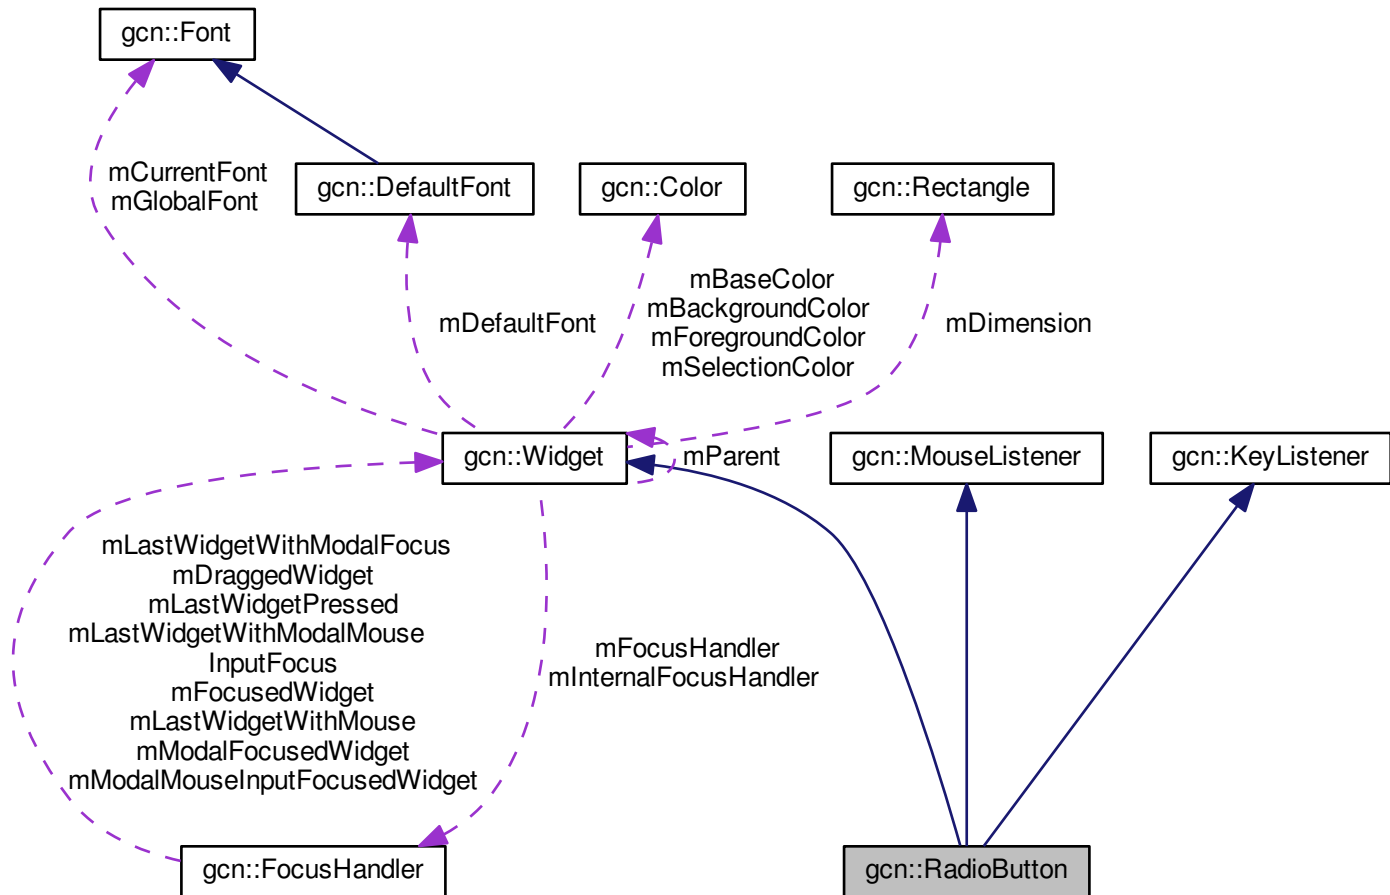 gcn::Font
mCurrentFont
mGlobalFont
gcn::DefaultFont
gcn::Color
gcn::Rectangle
mDefaultFont
mBaseColor
mBackgroundColor
mForegroundColor
mSelectionColor
mDimension
gcn::Widget
mParent
gcn::MouseListener
gcn::KeyListener
mLastWidgetWithModalFocus
mDraggedWidget
mLastWidgetPressed
mLastWidgetWithModalMouse
InputFocus
mFocusedWidget
mLastWidgetWithMouse
mModalFocusedWidget
mModalMouseInputFocusedWidget
mFocusHandler
mInternalFocusHandler
gcn::FocusHandler
gcn::RadioButton